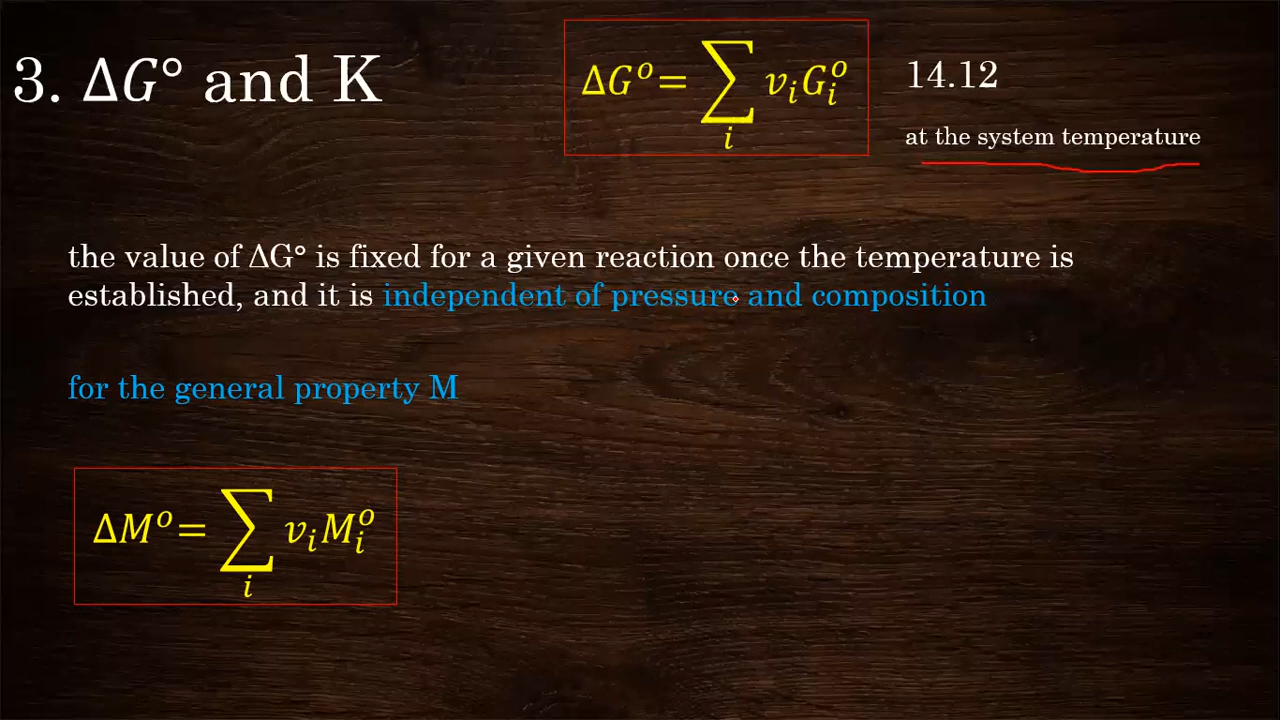 3. ΔG° and K
ΔG° = ∑ᵢ vᵢGᵢ°
14.12
at the system temperature
the value of ΔG° is fixed for a given reaction once the temperature is
established, and it is independent of pressure and composition
for the general property M
ΔM° = ∑ᵢ vᵢMᵢ°